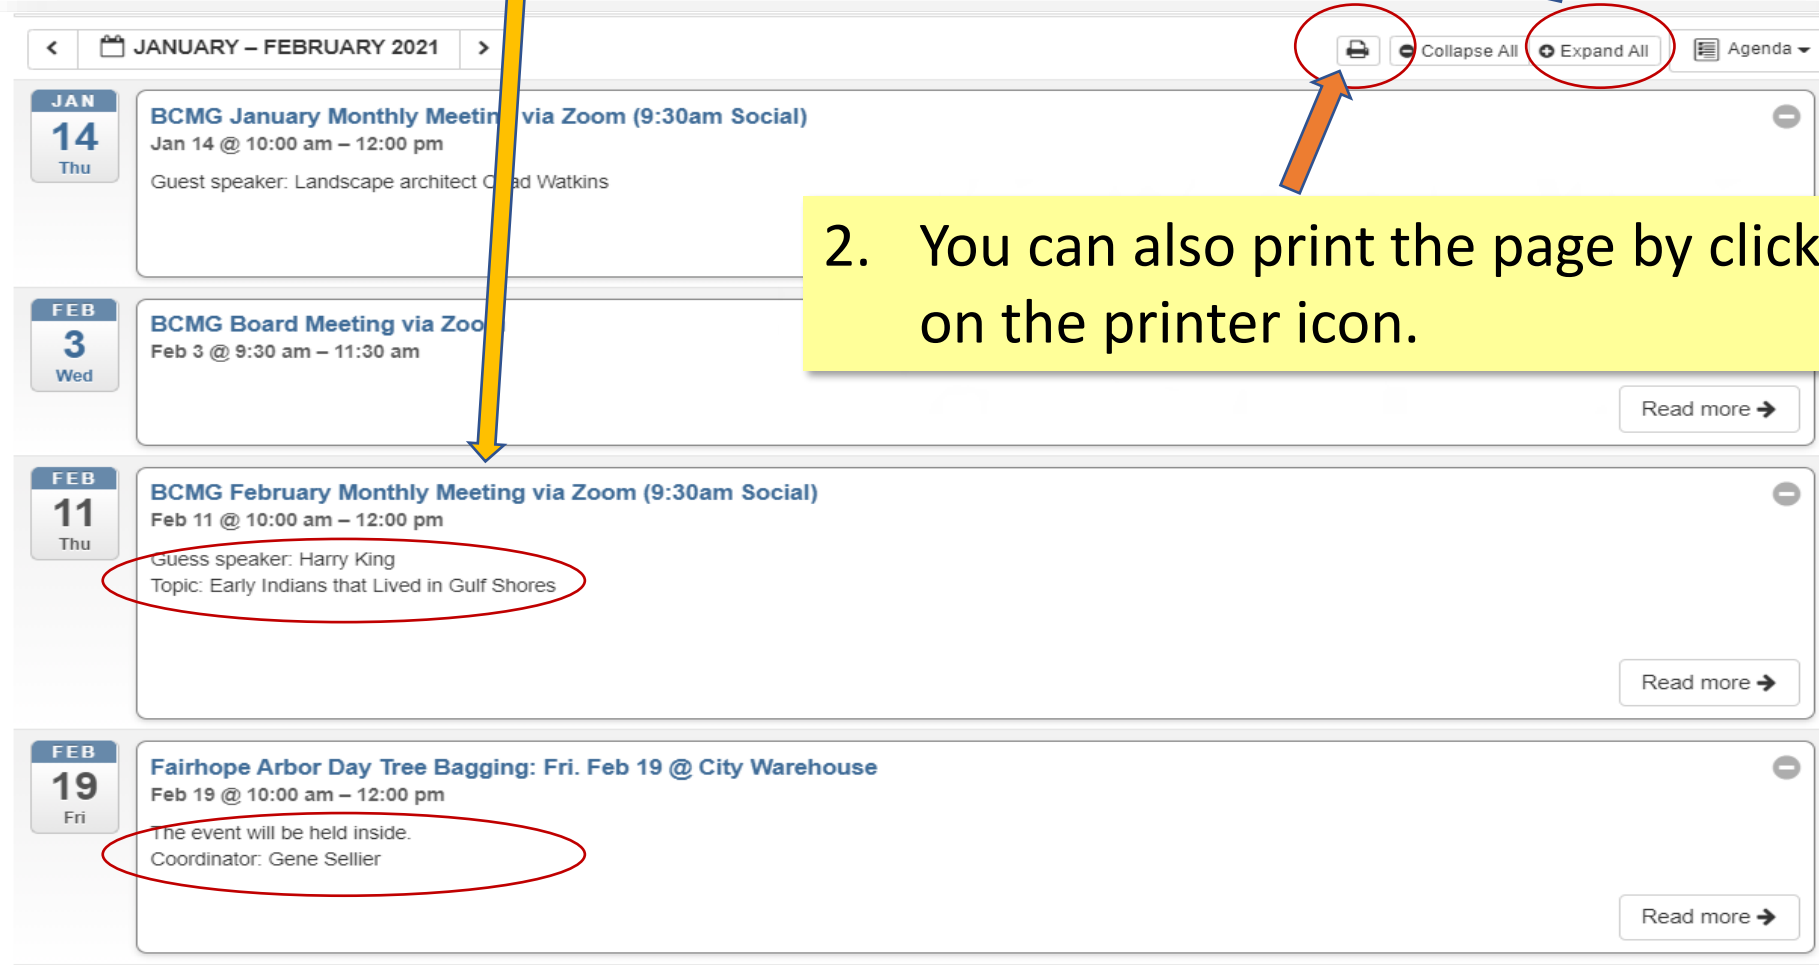 JANUARY – FEBRUARY 2021
Collapse All
Expand All
Agenda
JAN
14
Thu
BCMG January Monthly Meeting via Zoom (9:30am Social)
Jan 14 @ 10:00 am – 12:00 pm
Guest speaker: Landscape architect Watkins
2. You can also print the page by click
on the printer icon.
FEB
3
Wed
BCMG Board Meeting via Zoo
Feb 3 @ 9:30 am – 11:30 am
Read more
FEB
11
Thu
BCMG February Monthly Meeting via Zoom (9:30am Social)
Feb 11 @ 10:00 am – 12:00 pm
Guess speaker: Harry King
Topic: Early Indians that Lived in Gulf Shores
Read more
FEB
19
Fri
Fairhope Arbor Day Tree Bagging: Fri. Feb 19 @ City Warehouse
Feb 19 @ 10:00 am – 12:00 pm
The event will be held inside.
Coordinator: Gene Sellier
Read more